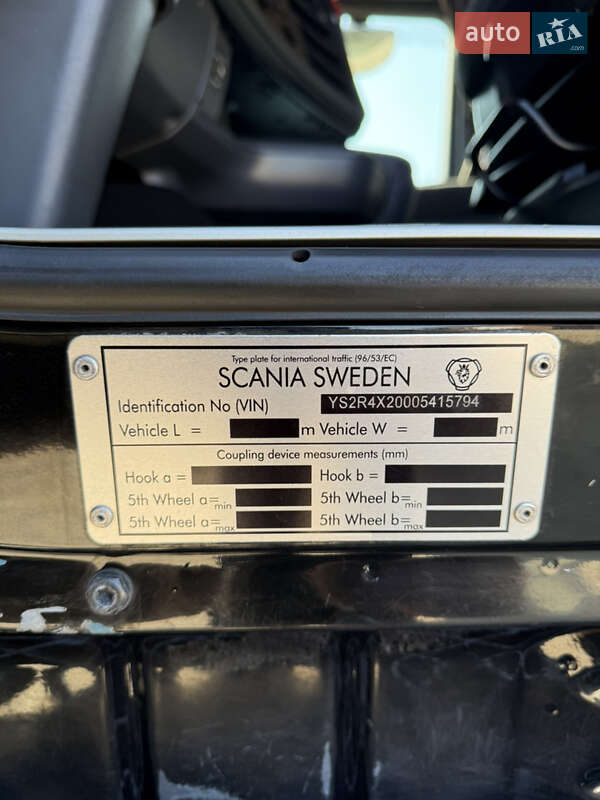 auto RIA
.com
Type plate for international traffic (96/53/EC)
SCANIA SWEDEN
Identification No (VIN) YS2R4X20005415794
Vehicle L = m Vehicle W = m
Coupling device measurements (mm)
Hook a = Hook b =
5th Wheel a= min 5th Wheel b= min
5th Wheel a= max 5th Wheel b= max